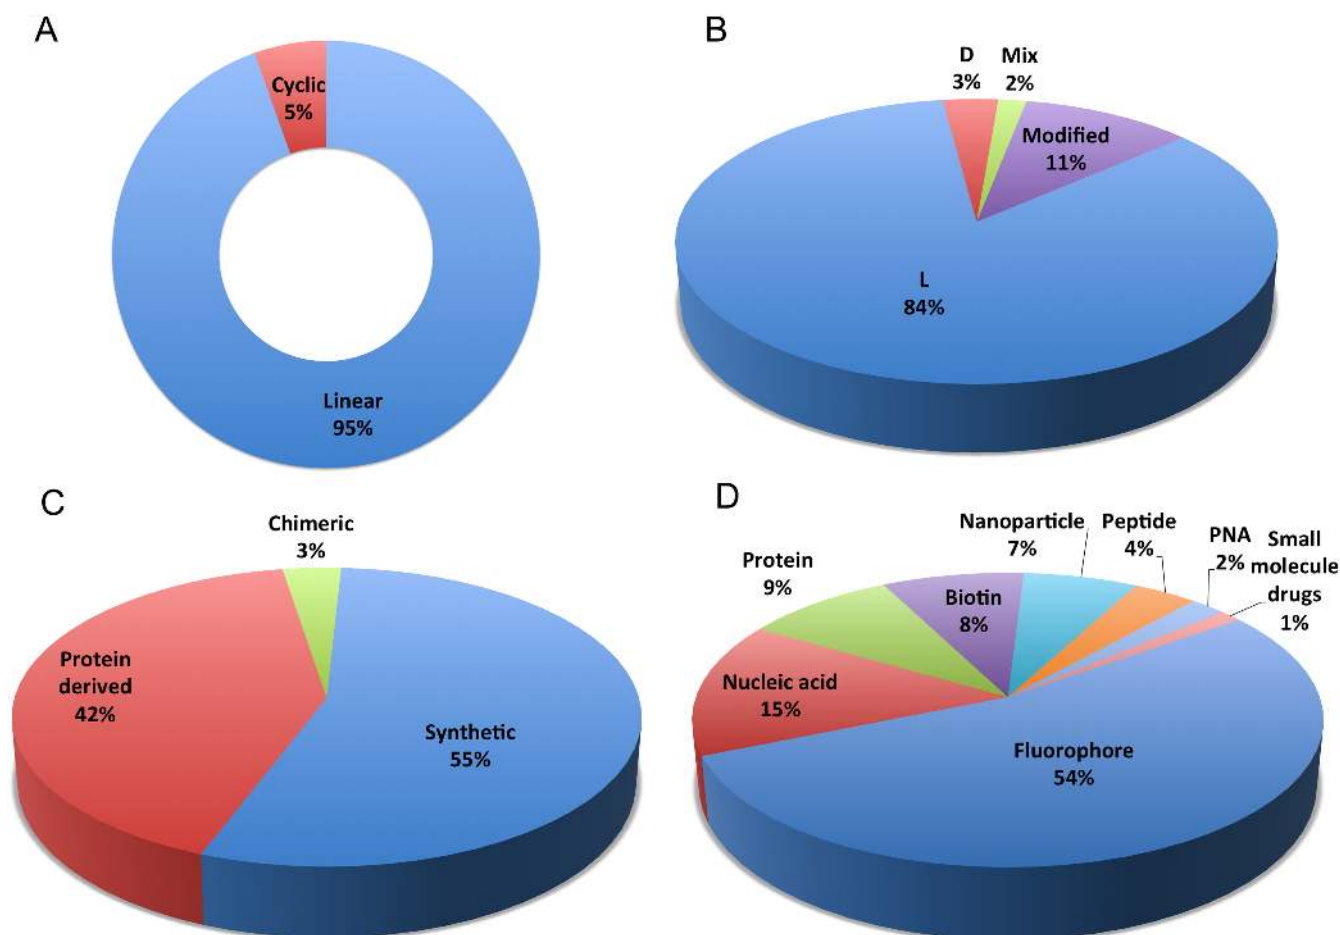 A
Cyclic
5%
Linear
95%
B
D
3%
Mix
2%
Modified
11%
L
84%
C
Chimeric
3%
Protein
derived
42%
Synthetic
55%
D
Nanoparticle
7%
Peptide
4%
PNA
2%
Small
molecule
drugs
1%
Protein
9%
Biotin
8%
Nucleic acid
15%
Fluorophore
54%